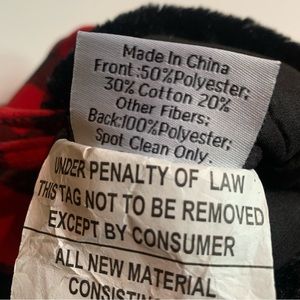 Made In China
Front:50%Polyester;
30% Cotton 20%
Other Fibers;
Back:100%Polyester;
Spot Clean Only.
UNDER PENALTY OF LAW
THIS TAG NOT TO BE REMOVED
EXCEPT BY CONSUMER
ALL NEW MATERIAL